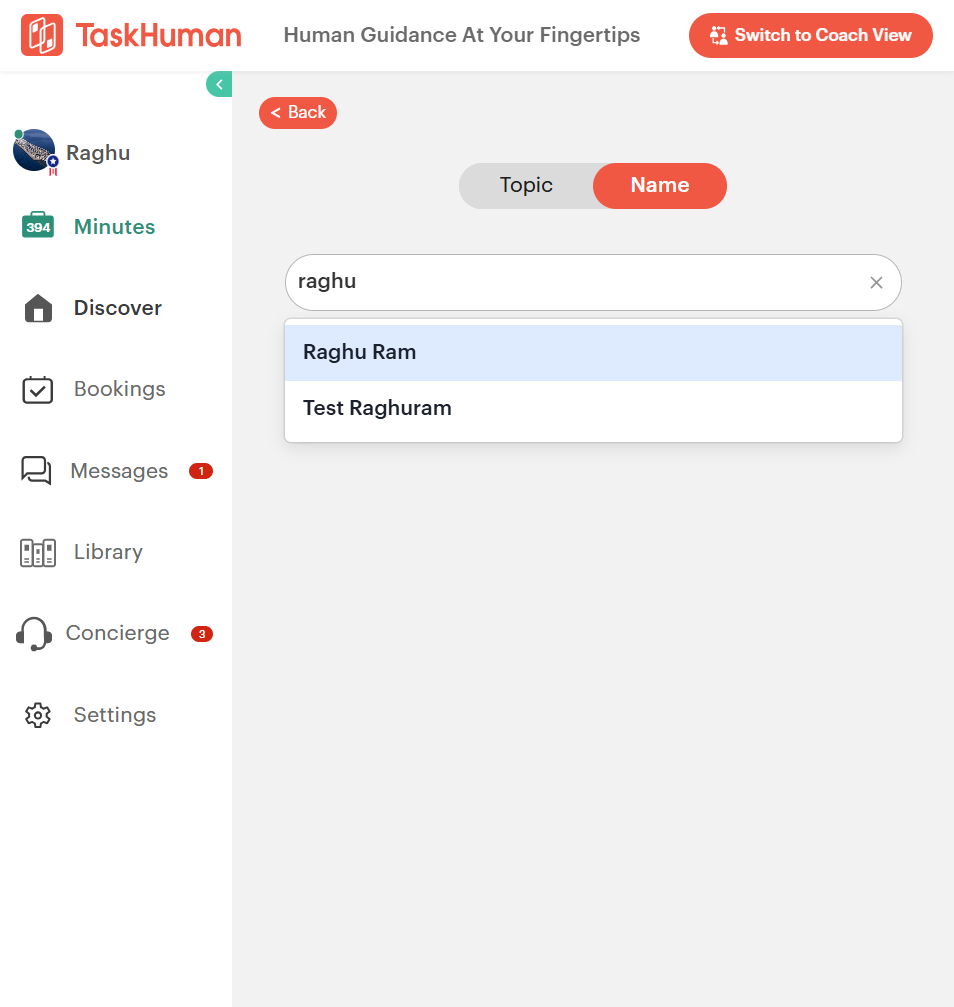 TaskHuman
Human Guidance At Your Fingertips
Switch to Coach View
< Back
Raghu
Topic
Name
394
Minutes
raghu
Discover
Raghu Ram
Bookings
Test Raghuram
Messages
1
Library
Concierge
3
Settings